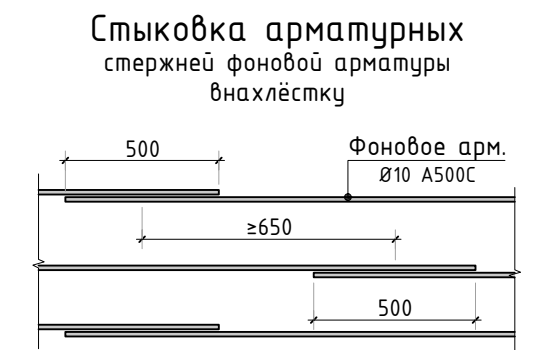 Стыковка арматурных
стержней фоновой арматуры
внахлёстку
500
Фоновое арм.
Ø10 А500С
≥650
500